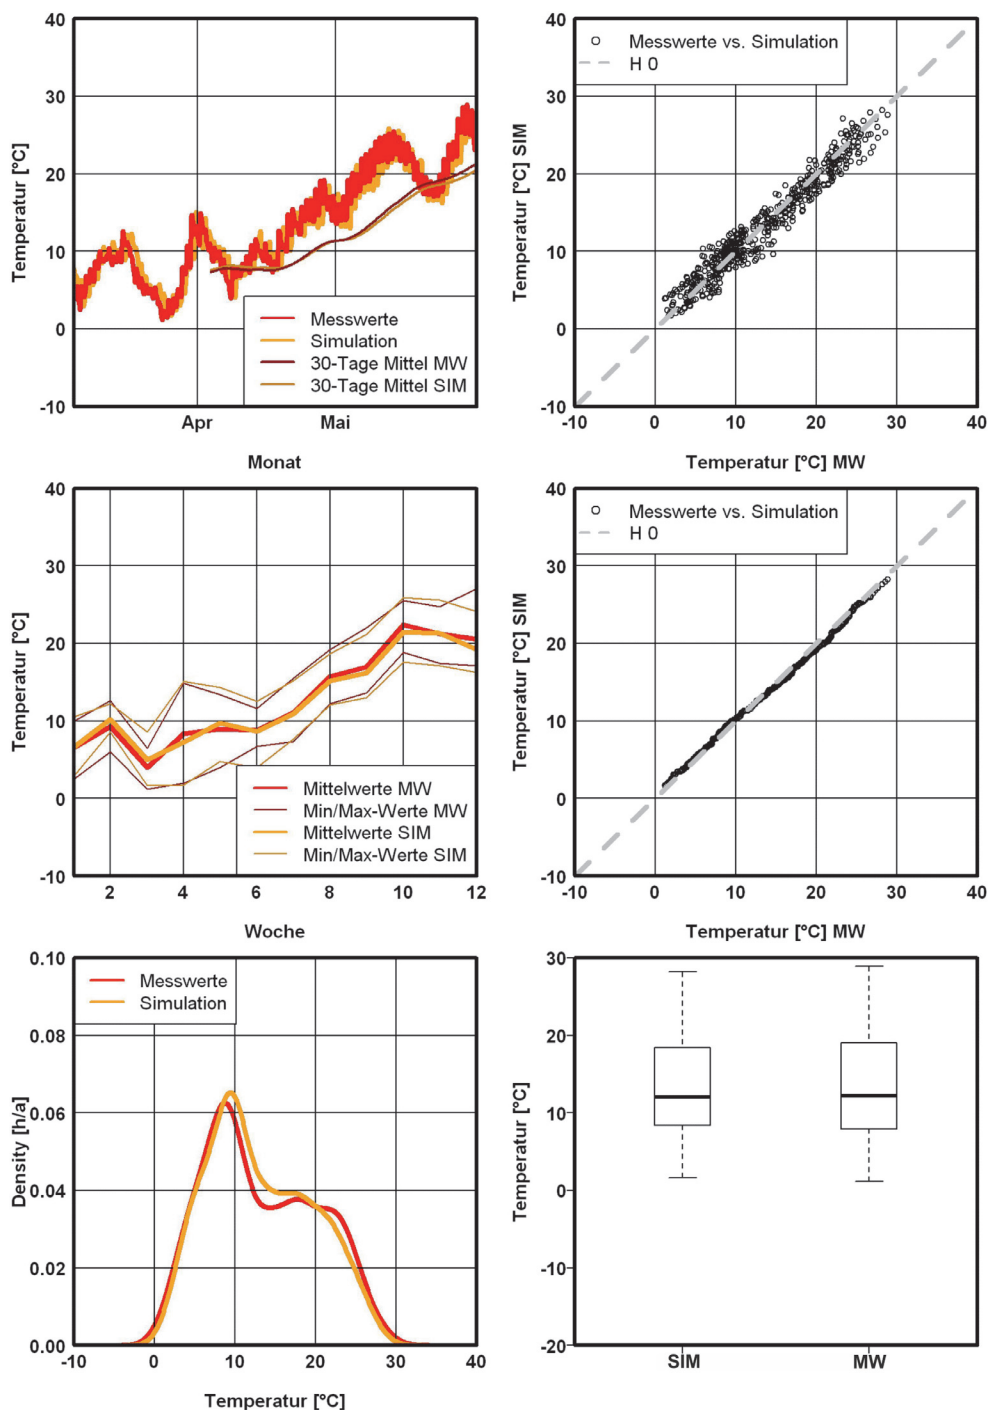 40
30
20
10
0
-10
Temperatur [°C]
Messwerte
Simulation
30-Tage Mittel MW
30-Tage Mittel SIM
Apr
Mai
Monat
40
30
20
10
0
-10
Temperatur [°C] SIM
Messwerte vs. Simulation
H 0
-10
0
10
20
30
40
Temperatur [°C] MW
40
30
20
10
0
-10
Temperatur [°C]
Mittelwerte MW
Min/Max-Werte MW
Mittelwerte SIM
Min/Max-Werte SIM
2
4
6
8
10
12
Woche
40
30
20
10
0
-10
Temperatur [°C] SIM
Messwerte vs. Simulation
H 0
-10
0
10
20
30
40
Temperatur [°C] MW
0.10
0.08
0.06
0.04
0.02
0.00
Density [h/a]
Messwerte
Simulation
-10
0
10
20
30
40
Temperatur [°C]
30
20
10
0
-10
-20
Temperatur [°C]
SIM
MW